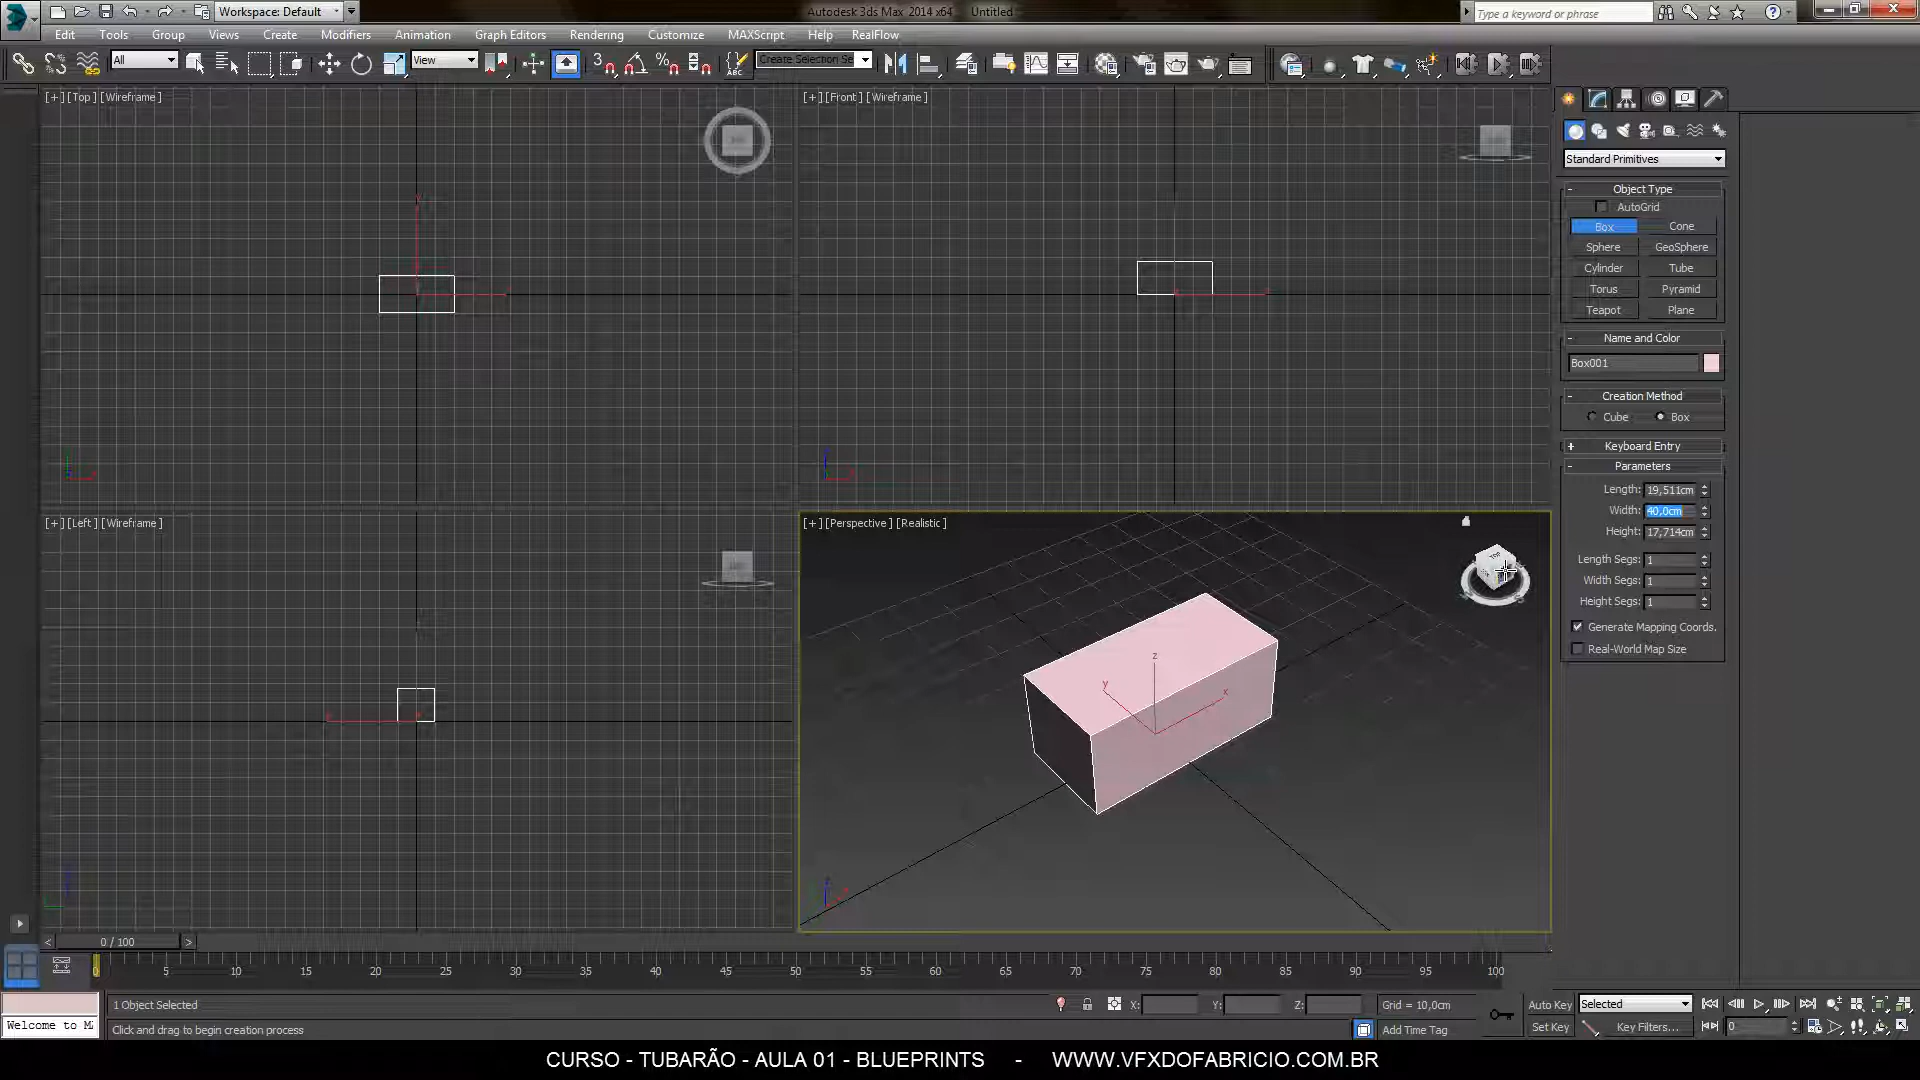 Workspace: Default
Autodesk 3ds Max 2014 x64 Untitled
Type a keyword or phrase
Edit Tools Group Views Create Modifiers Animation Graph Editors Rendering Customize MAXScript Help RealFlow
All View Create Selection Se
[+] [Top] [Wireframe]
[+] [Front] [Wireframe]
Standard Primitives
- Object Type
AutoGrid
Box Cone
Sphere GeoSphere
Cylinder Tube
Torus Pyramid
Teapot Plane
- Name and Color
Box001
- Creation Method
Cube Box
+ Keyboard Entry
- Parameters
Length: 19,511cm
Width: 40,0cm
Height: 17,714cm
Length Segs: 1
Width Segs: 1
Height Segs: 1
Generate Mapping Coords.
Real-World Map Size
[+] [Left] [Wireframe]
[+] [Perspective] [Realistic]
TOP
z
y
x
< 0 / 100 >
0 5 10 15 20 25 30 35 40 45 50 55 60 65 70 75 80 85 90 95 100
1 Object Selected
X: Y: Z: Grid = 10,0cm
Auto Key Selected
Welcome to M
Click and drag to begin creation process
Add Time Tag
Set Key Key Filters...
0
CURSO - TUBARÃO - AULA 01 - BLUEPRINTS - WWW.VFXDOFABRICIO.COM.BR